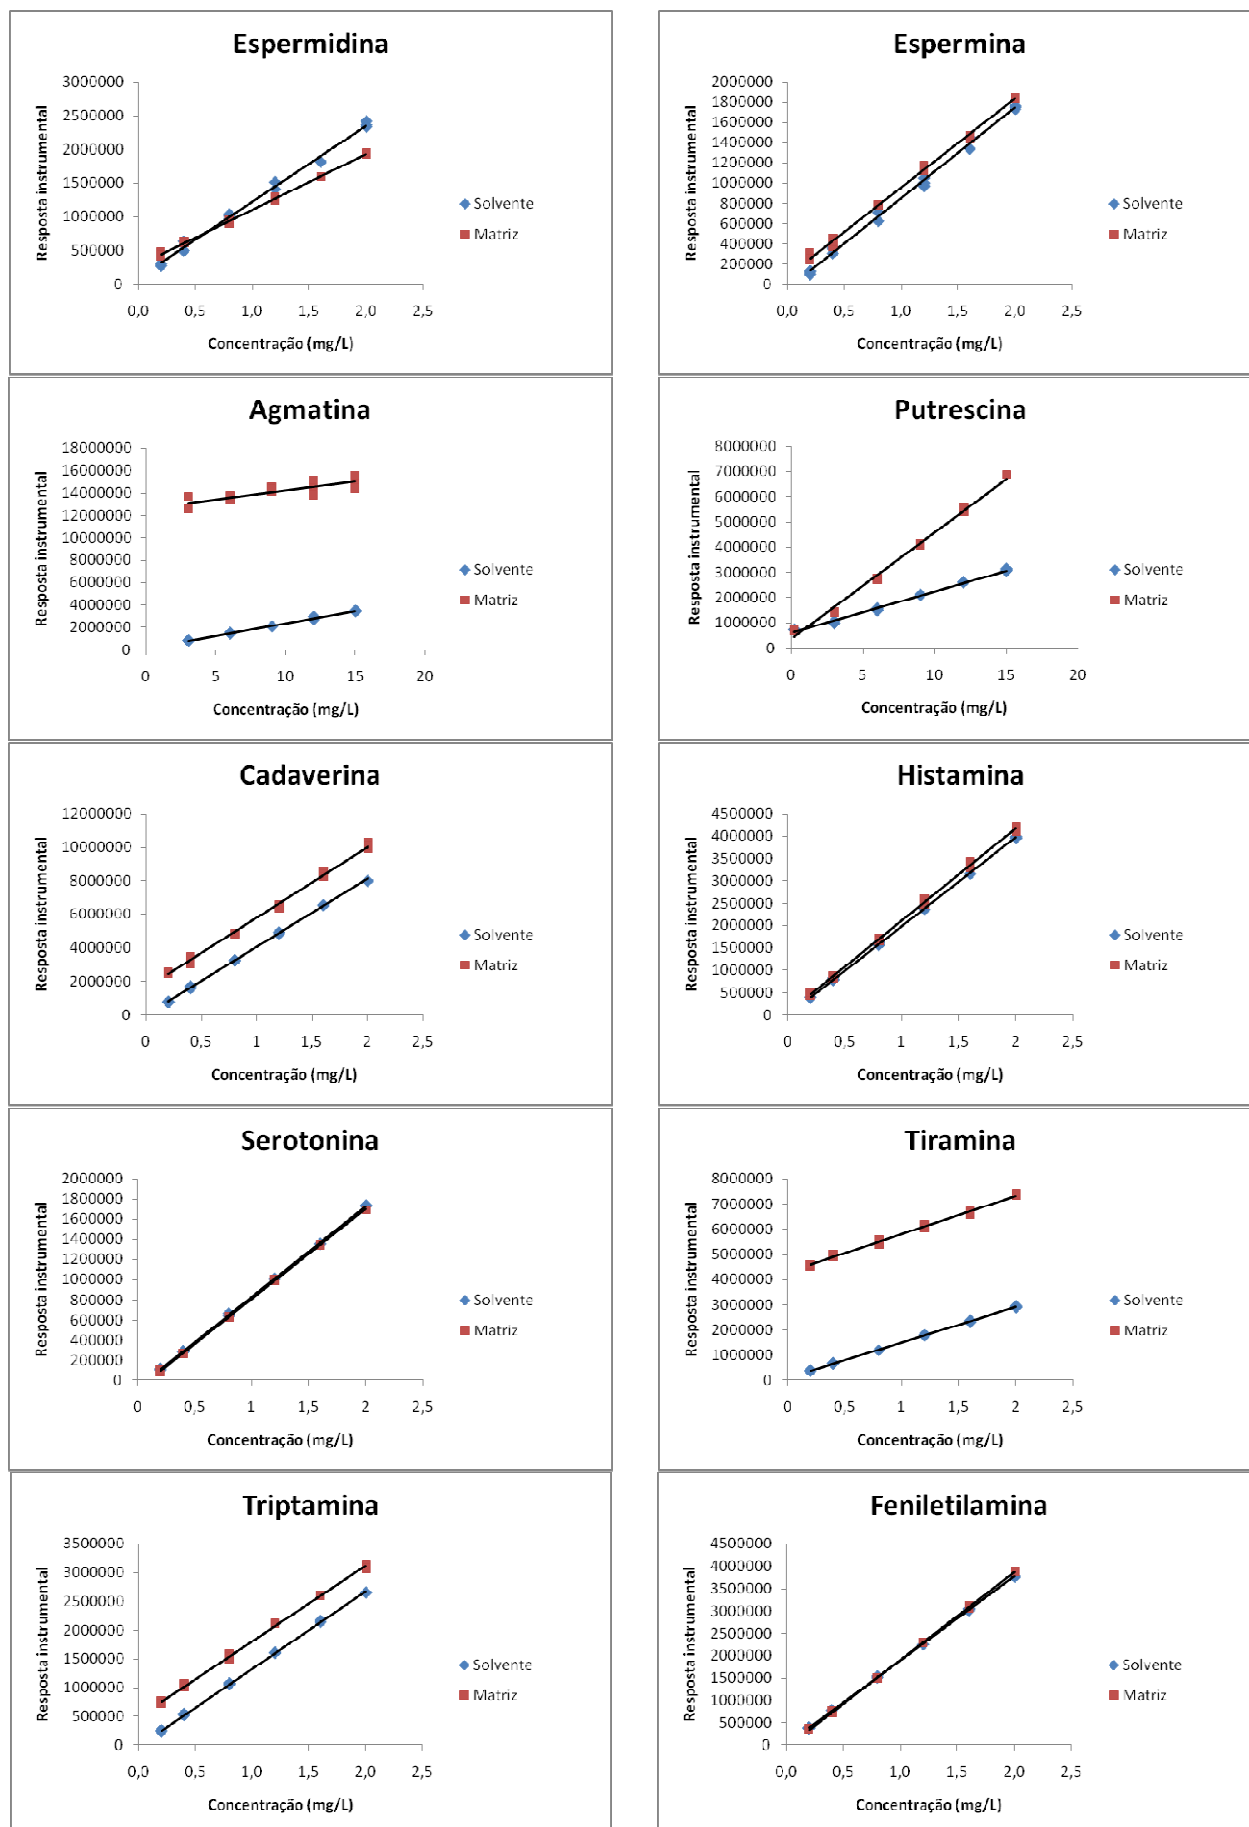 Espermidina
Resposta instrumental
3000000
2500000
2000000
1500000
1000000
500000
0
0,0 0,5 1,0 1,5 2,0 2,5
Concentração (mg/L)
Solvente
Matriz
Espermina
Resposta instrumental
2000000
1800000
1600000
1400000
1200000
1000000
800000
600000
400000
200000
0
0,0 0,5 1,0 1,5 2,0 2,5
Concentração (mg/L)
Solvente
Matriz
Agmatina
Resposta instrumental
18000000
16000000
14000000
12000000
10000000
8000000
6000000
4000000
2000000
0
0 5 10 15 20
Concentração (mg/L)
Solvente
Matriz
Putrescina
Resposta instrumental
8000000
7000000
6000000
5000000
4000000
3000000
2000000
1000000
0
0 5 10 15 20
Concentração (mg/L)
Solvente
Matriz
Cadaverina
Resposta instrumental
12000000
10000000
8000000
6000000
4000000
2000000
0
0 0,5 1 1,5 2 2,5
Concentração (mg/L)
Solvente
Matriz
Histamina
Resposta instrumental
4500000
4000000
3500000
3000000
2500000
2000000
1500000
1000000
500000
0
0 0,5 1 1,5 2 2,5
Concentração (mg/L)
Solvente
Matriz
Serotonina
Resposta instrumental
2000000
1800000
1600000
1400000
1200000
1000000
800000
600000
400000
200000
0
0 0,5 1 1,5 2 2,5
Concentração (mg/L)
Solvente
Matriz
Tiramina
Resposta instrumental
8000000
7000000
6000000
5000000
4000000
3000000
2000000
1000000
0
0 0,5 1 1,5 2 2,5
Concentração (mg/L)
Solvente
Matriz
Triptamina
Resposta instrumental
3500000
3000000
2500000
2000000
1500000
1000000
500000
0
0,0 0,5 1,0 1,5 2,0 2,5
Concentração (mg/L)
Solvente
Matriz
Feniletilamina
Resposta instrumental
4500000
4000000
3500000
3000000
2500000
2000000
1500000
1000000
500000
0
0,0 0,5 1,0 1,5 2,0 2,5
Concentração (mg/L)
Solvente
Matriz